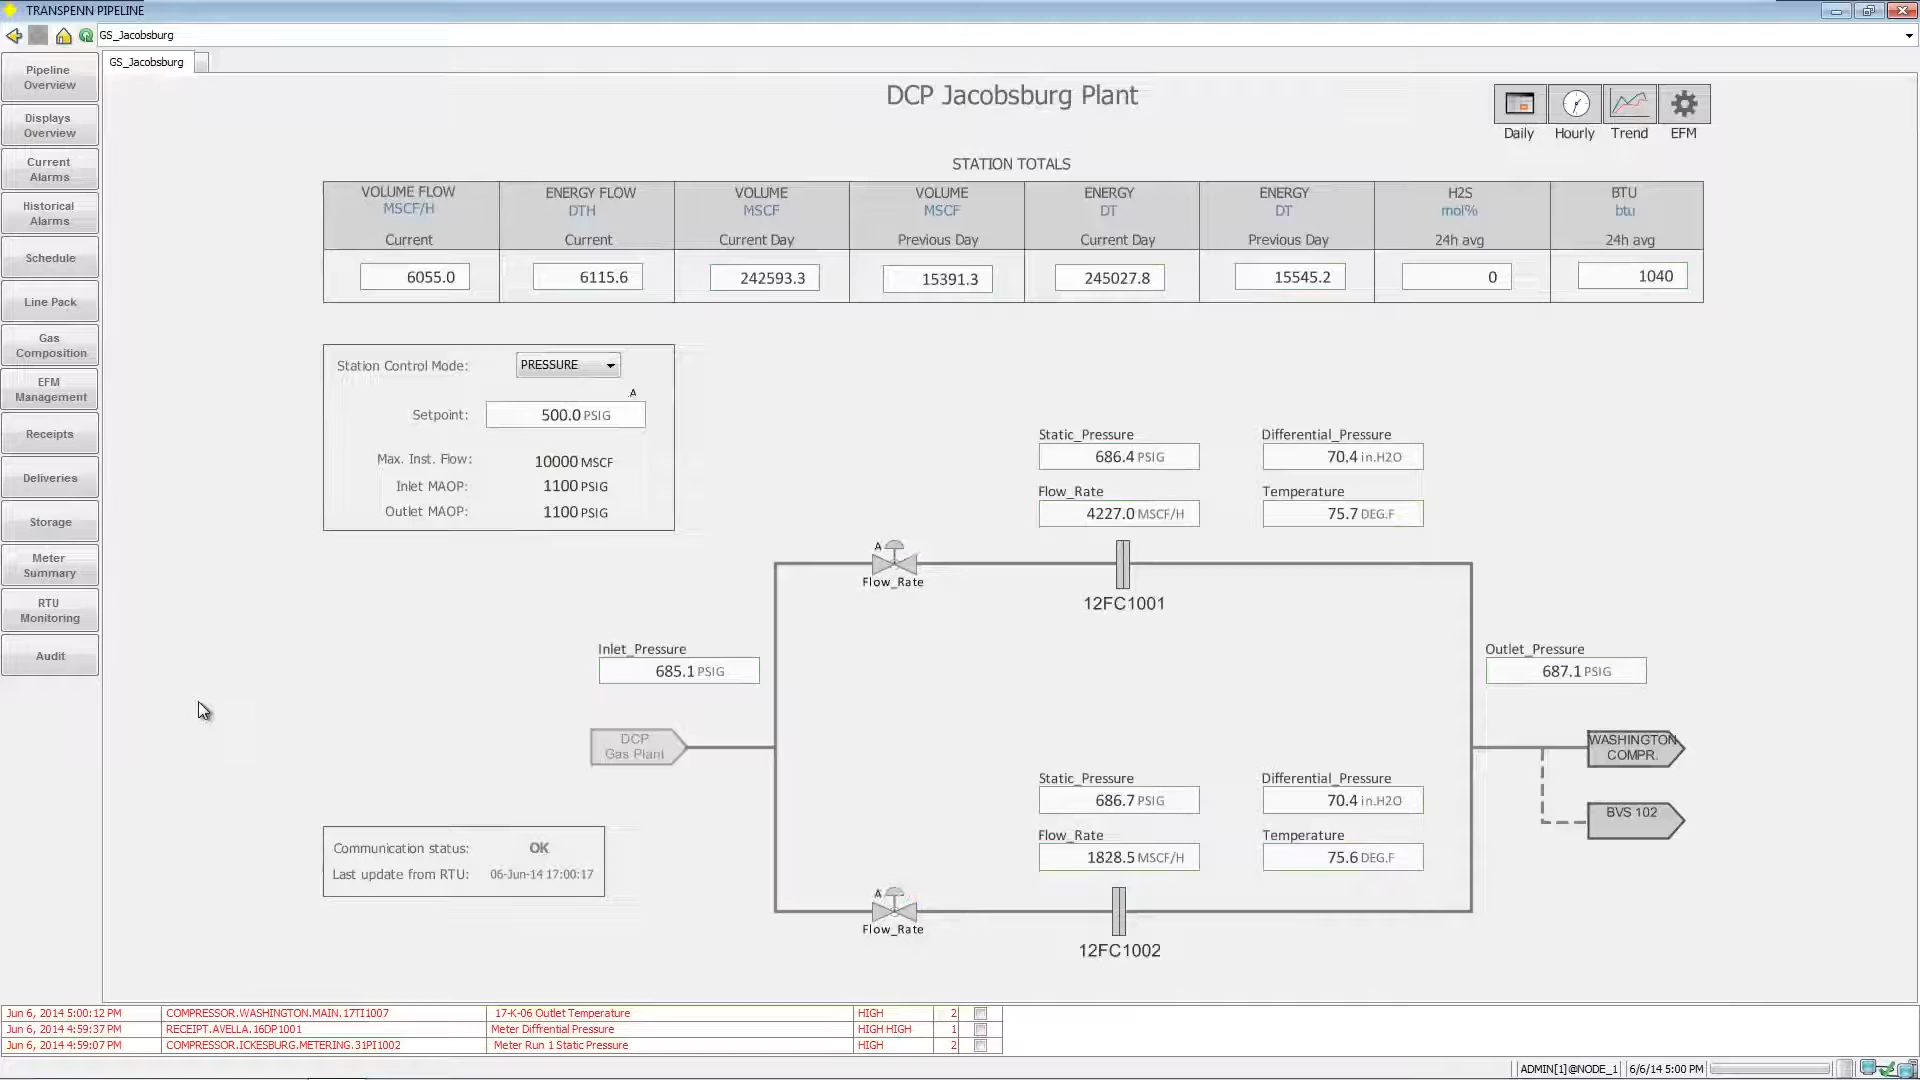 TRANSPENN PIPELINE
GS_Jacobsburg
GS_Jacobsburg
Pipeline
Overview
Displays
Overview
Current
Alarms
Historical
Alarms
Schedule
Line Pack
Gas
Composition
EFM
Management
Receipts
Deliveries
Storage
Meter
Summary
RTU
Monitoring
Audit
DCP Jacobsburg Plant
Daily Hourly Trend EFM
STATION TOTALS
VOLUME FLOW ENERGY FLOW VOLUME VOLUME ENERGY ENERGY H2S BTU
MSCF/H DTH MSCF MSCF DT DT mol% btu
Current Current Current Day Previous Day Current Day Previous Day 24h avg 24h avg
6055.0 6115.6 242593.3 15391.3 245027.8 15545.2 0 1040
Station Control Mode: PRESSURE
A
Setpoint: 500.0 PSIG
Max. Inst. Flow: 10000 MSCF
Inlet MAOP: 1100 PSIG
Outlet MAOP: 1100 PSIG
Static_Pressure Differential_Pressure
686.4 PSIG 70.4 in.H2O
Flow_Rate Temperature
4227.0 MSCF/H 75.7 DEG.F
A
Flow_Rate
12FC1001
Inlet_Pressure
685.1 PSIG
Outlet_Pressure
687.1 PSIG
DCP
Gas Plant
WASHINGTON
COMPR.
BVS 102
Static_Pressure Differential_Pressure
686.7 PSIG 70.4 in.H2O
Flow_Rate Temperature
1828.5 MSCF/H 75.6 DEG.F
Communication status: OK
Last update from RTU: 06-Jun-14 17:00:17
A
Flow_Rate
12FC1002
Jun 6, 2014 5:00:12 PM COMPRESSOR.WASHINGTON.MAIN.17TI1007 17-K-06 Outlet Temperature HIGH 2
Jun 6, 2014 4:59:37 PM RECEIPT.AVELLA.16DP1001 Meter Diffrential Pressure HIGH HIGH 1
Jun 6, 2014 4:59:07 PM COMPRESSOR.ICKESBURG.METERING.31PI1002 Meter Run 1 Static Pressure HIGH 2
ADMIN[1]@NODE_1 6/6/14 5:00 PM